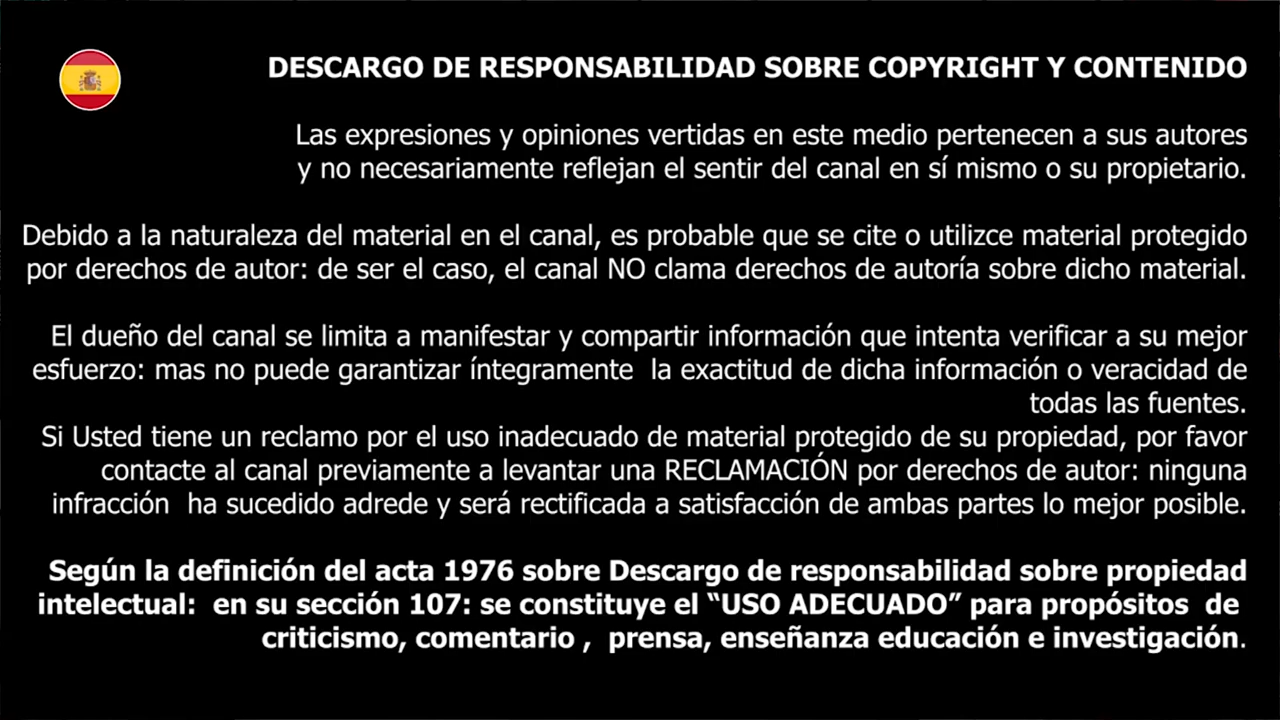 DESCARGO DE RESPONSABILIDAD SOBRE COPYRIGHT Y CONTENIDO
Las expresiones y opiniones vertidas en este medio pertenecen a sus autores
y no necesariamente reflejan el sentir del canal en sí mismo o su propietario.
Debido a la naturaleza del material en el canal, es probable que se cite o utilizce material protegido
por derechos de autor: de ser el caso, el canal NO clama derechos de autoría sobre dicho material.
El dueño del canal se limita a manifestar y compartir información que intenta verificar a su mejor
esfuerzo: mas no puede garantizar íntegramente  la exactitud de dicha información o veracidad de
todas las fuentes.
Si Usted tiene un reclamo por el uso inadecuado de material protegido de su propiedad, por favor
contacte al canal previamente a levantar una RECLAMACIÓN por derechos de autor: ninguna
infracción  ha sucedido adrede y será rectificada a satisfacción de ambas partes lo mejor posible.
Según la definición del acta 1976 sobre Descargo de responsabilidad sobre propiedad
intelectual:  en su sección 107: se constituye el “USO ADECUADO” para propósitos  de
criticismo, comentario ,  prensa, enseñanza educación e investigación.